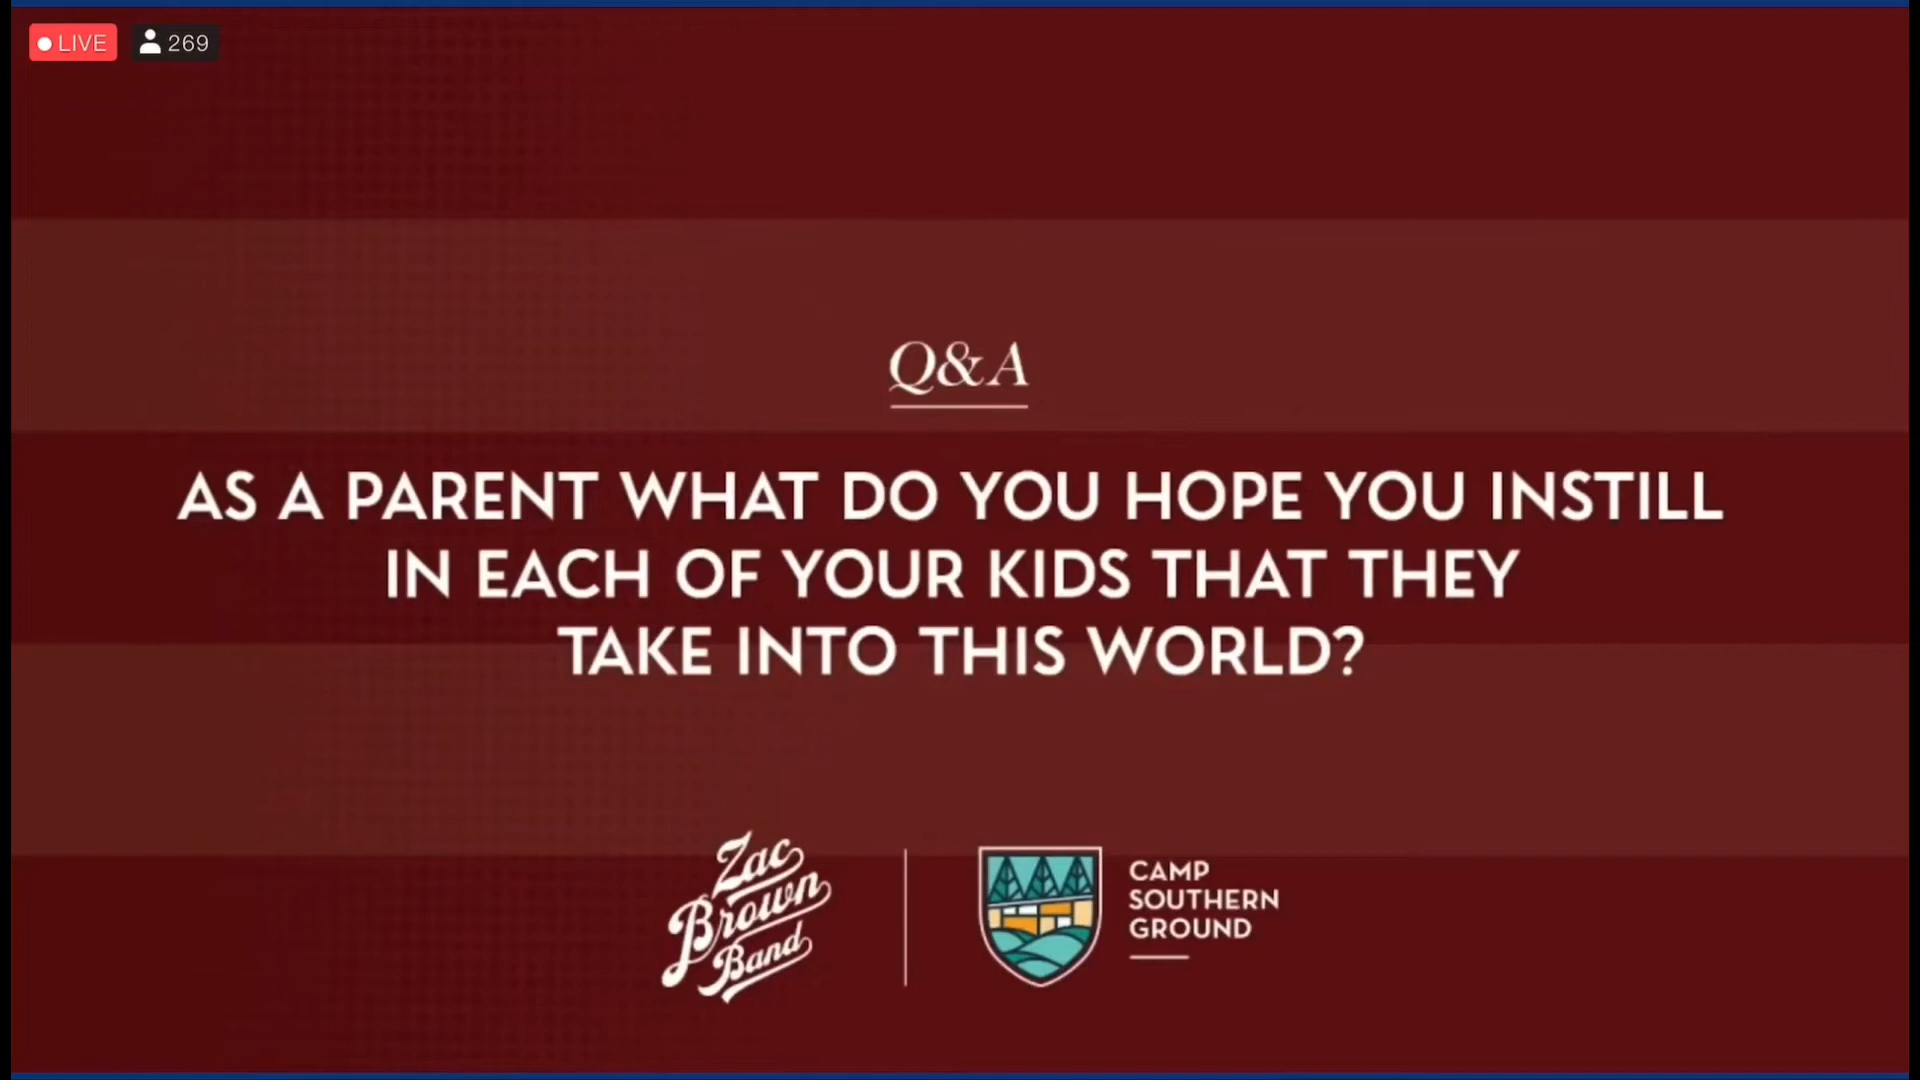 LIVE 269
Q&A
AS A PARENT WHAT DO YOU HOPE YOU INSTILL
IN EACH OF YOUR KIDS THAT THEY
TAKE INTO THIS WORLD?
Zac
Brown
Band
CAMP
SOUTHERN
GROUND